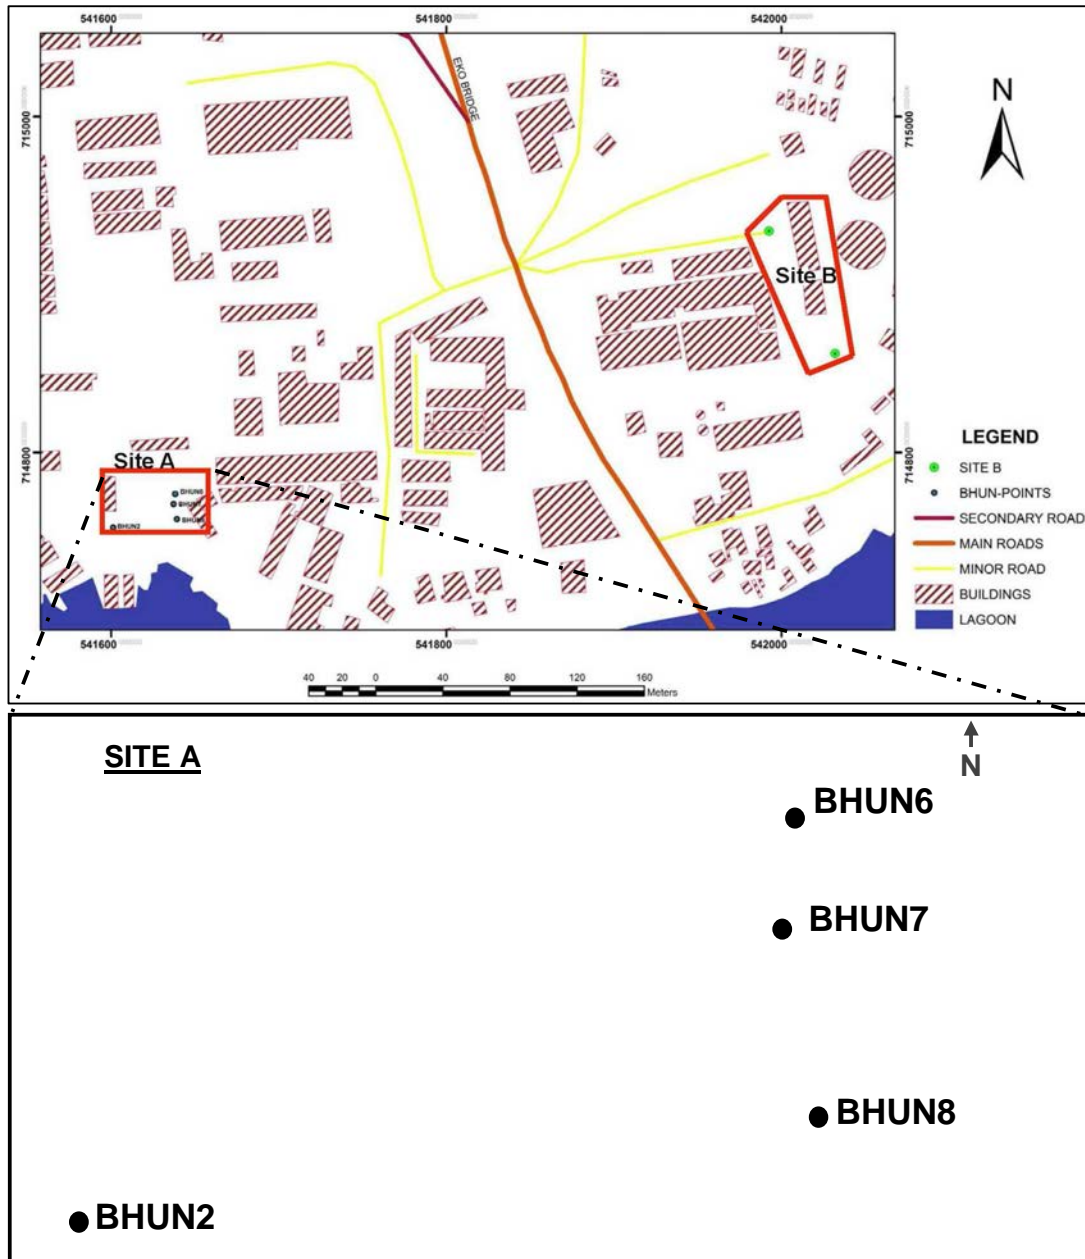 541600
541800
542000
EKO BRIDGE
N
715000
715000
Site B
LEGEND
SITE B
BHUN-POINTS
SECONDARY ROAD
MAIN ROADS
MINOR ROAD
BUILDINGS
LAGOON
714800
714800
Site A
BHUN2
541600
541800
542000
40 20 0 40 80 120 160
Meters
SITE A
N
BHUN6
BHUN7
BHUN8
BHUN2